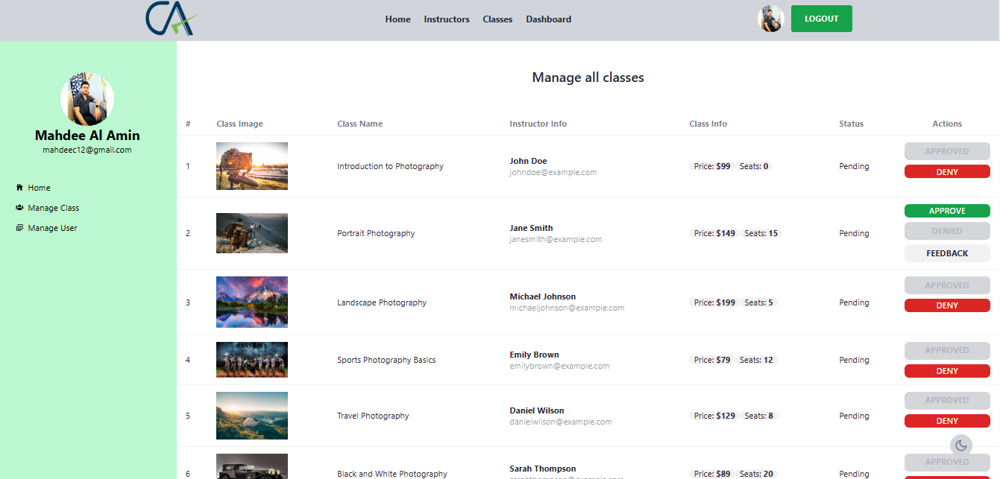 CA
Home Instructors Classes Dashboard
LOGOUT
Mahdee Al Amin
mahdeec12@gmail.com
Home
Manage Class
Manage User
Manage all classes
# Class Image Class Name Instructor Info Class Info Status Actions
1 Introduction to Photography John Doe johndoe@example.com Price: $99 Seats: 0 Pending APPROVED DENY
2 Portrait Photography Jane Smith janesmith@example.com Price: $149 Seats: 15 Pending APPROVE DENIED FEEDBACK
3 Landscape Photography Michael Johnson michaeljohnson@example.com Price: $199 Seats: 5 Pending APPROVED DENY
BASEBALL
4 Sports Photography Basics Emily Brown emilybrown@example.com Price: $79 Seats: 12 Pending APPROVED DENY
5 Travel Photography Daniel Wilson danielwilson@example.com Price: $129 Seats: 8 Pending APPROVED DENY
6 Black and White Photography Sarah Thompson Price: $89 Seats: 20 Pending APPROVED